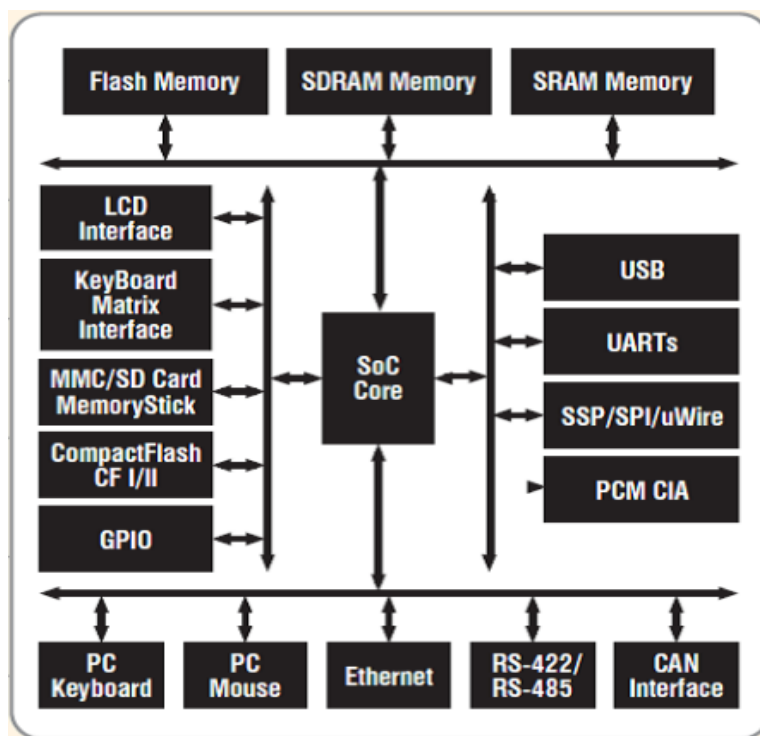 Flash Memory
SDRAM Memory
SRAM Memory
LCD
Interface
KeyBoard
Matrix
Interface
MMC/SD Card
MemoryStick
CompactFlash
CF I/II
GPIO
SoC
Core
USB
UARTs
SSP/SPI/uWire
PCM CIA
PC
Keyboard
PC
Mouse
Ethernet
RS-422/
RS-485
CAN
Interface